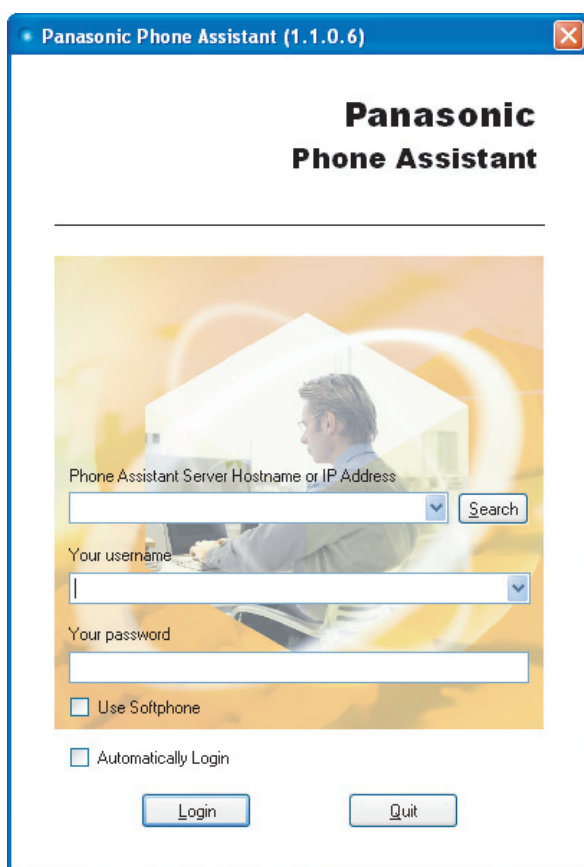 Panasonic Phone Assistant (1.1.0.6)
Panasonic
Phone Assistant
Phone Assistant Server Hostname or IP Address
Search
Your username
Your password
Use Softphone
Automatically Login
Login Quit